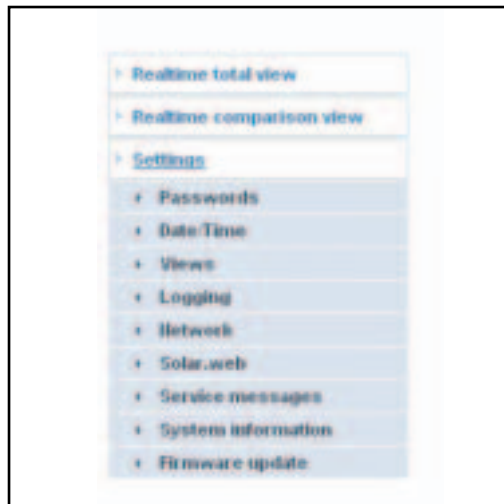 Realtime total view
Realtime comparison view
Settings
Passwords
Date/Time
Views
Logging
Network
Solar.web
Service messages
System information
Firmware update